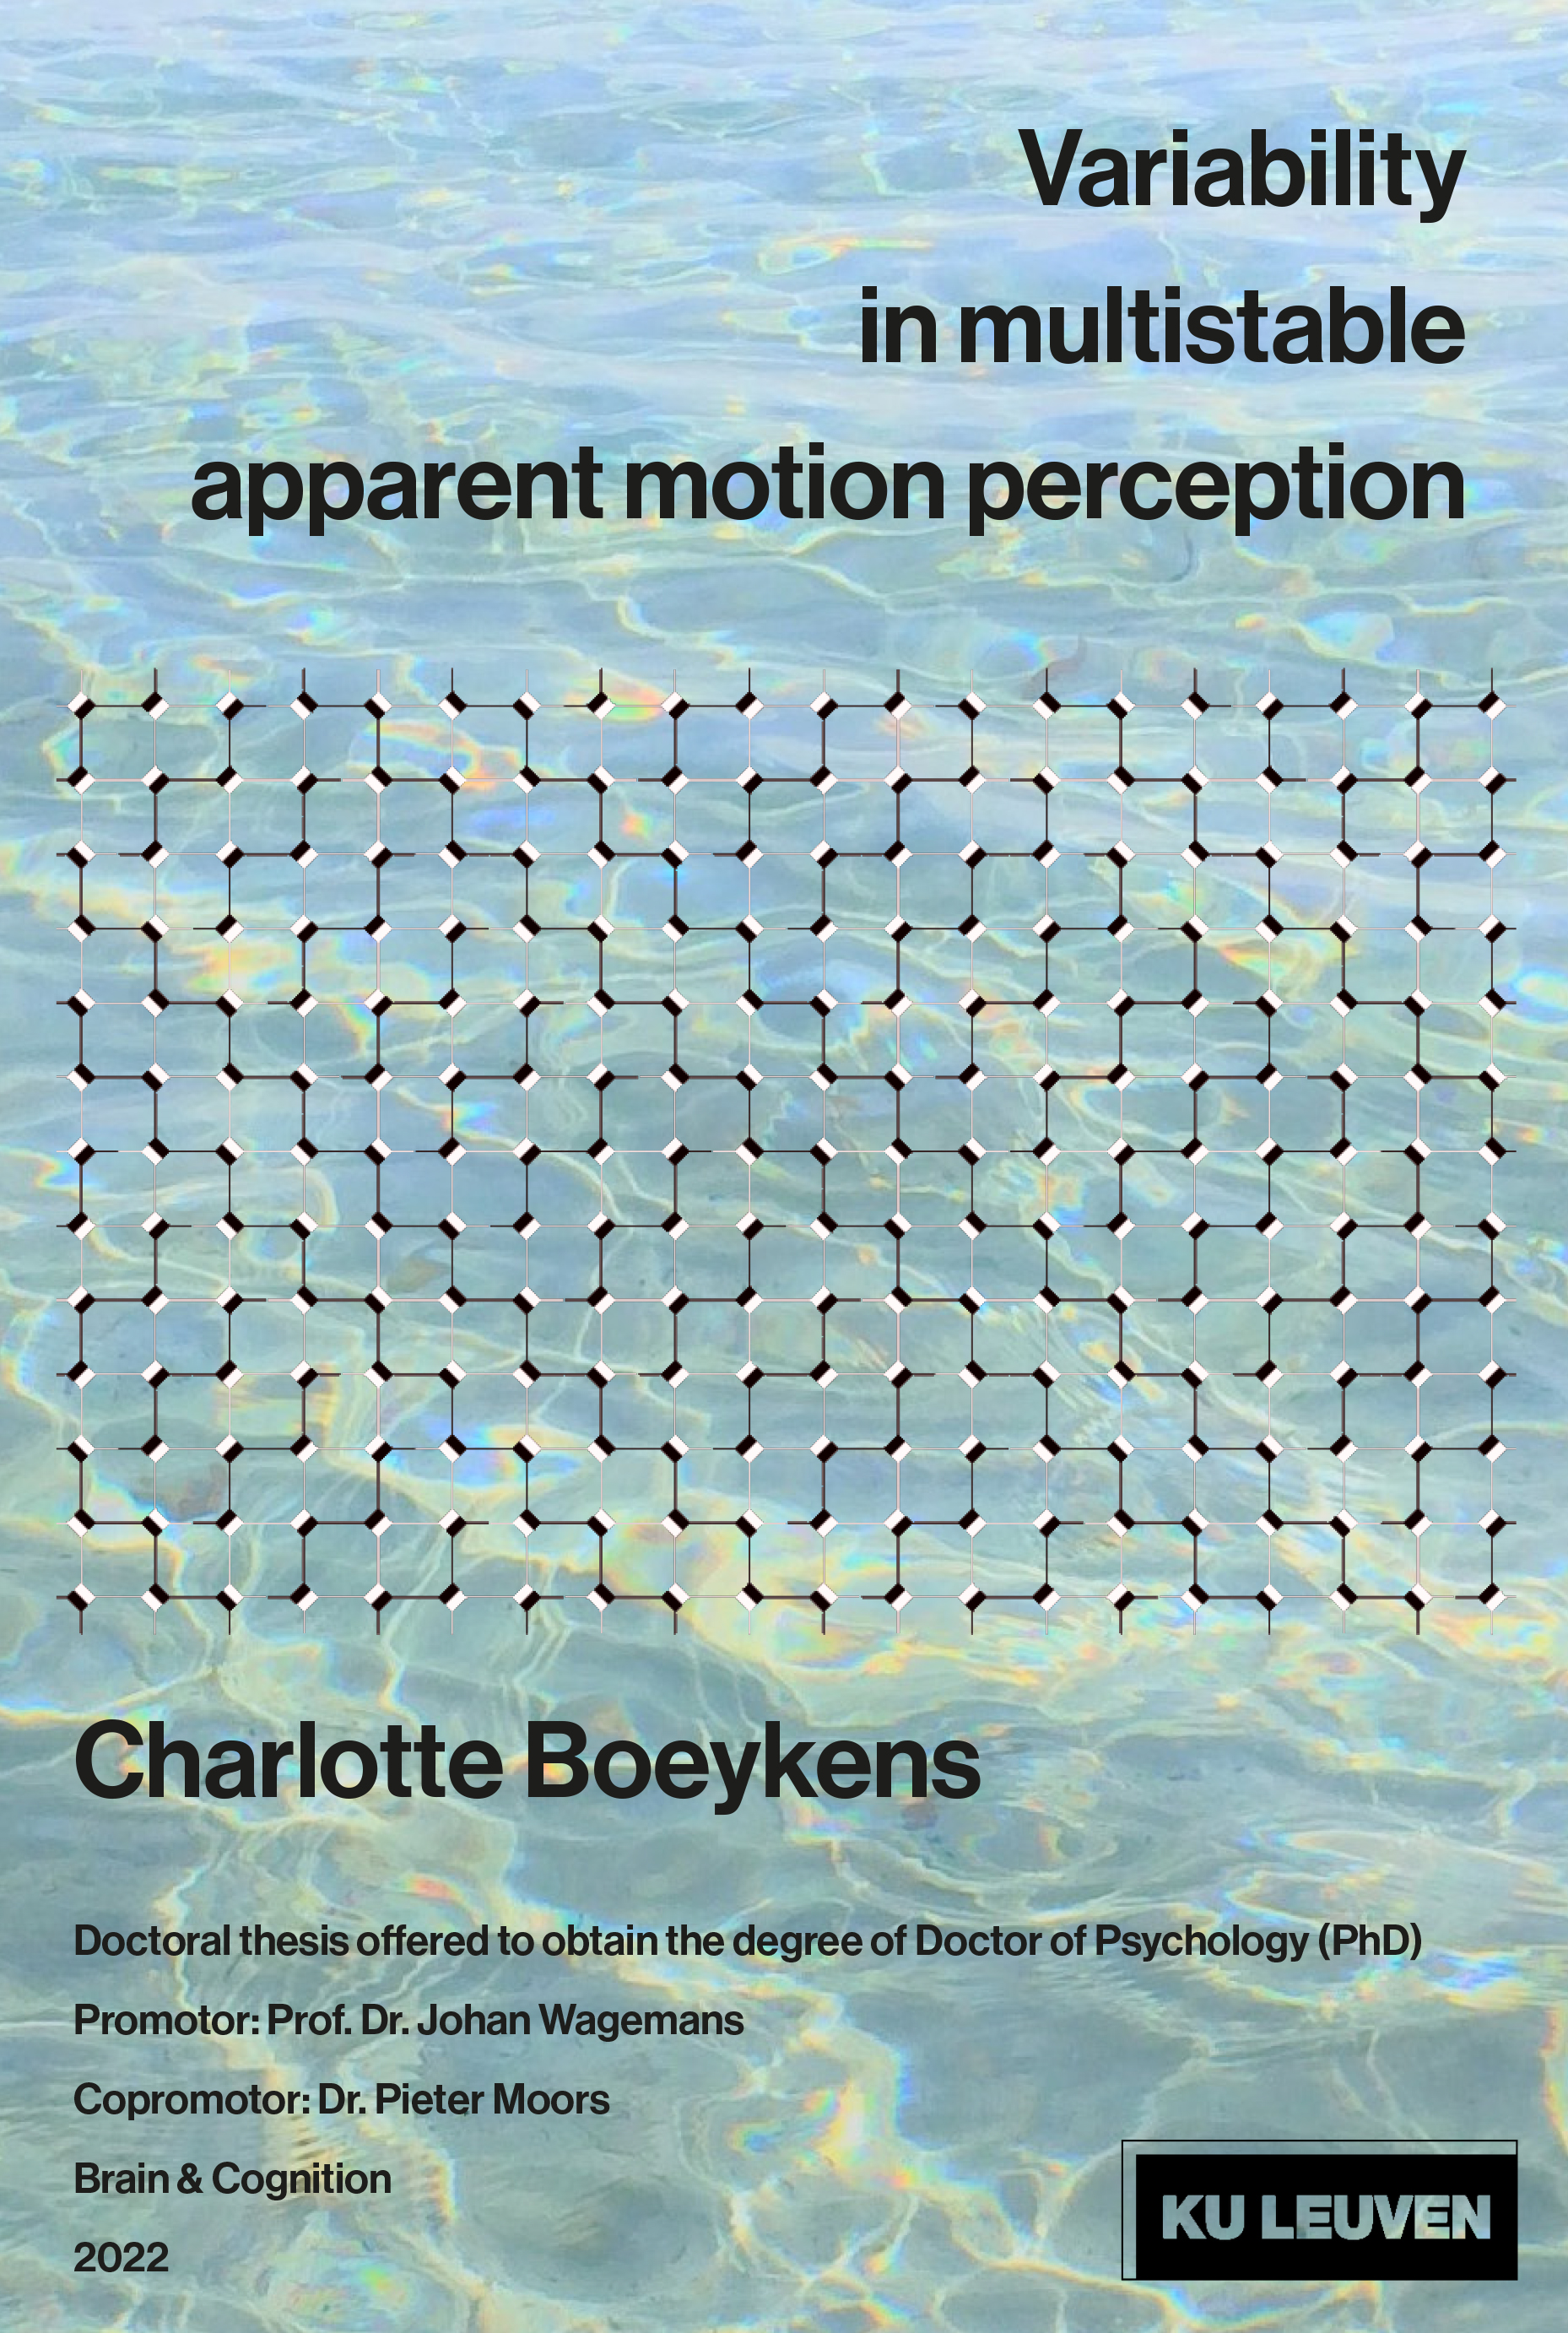 Variability
in multistable
apparent motion perception
Charlotte Boeykens
Doctoral thesis offered to obtain the degree of Doctor of Psychology (PhD)
Promotor: Prof. Dr. Johan Wagemans
Copromotor: Dr. Pieter Moors
Brain & Cognition
2022
KU LEUVEN